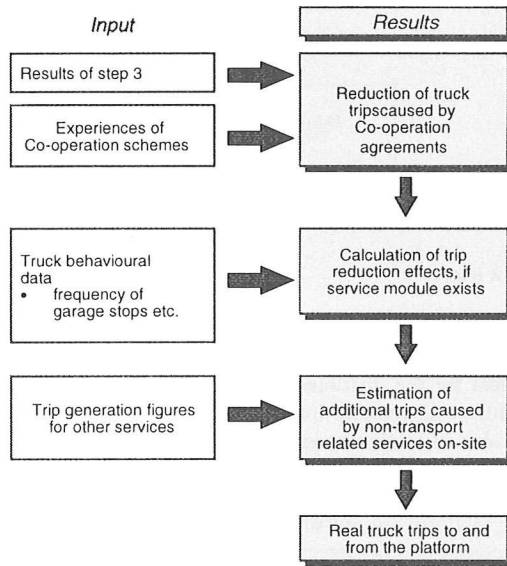 Input
Results
Results of step 3
Experiences of
Co-operation schemes
Reduction of truck
tripscaused by
Co-operation
agreements
Truck behavioural
data
• frequency of
garage stops etc.
Calculation of trip
reduction effects, if
service module exists
Trip generation figures
for other services
Estimation of
additional trips caused
by non-transport
related services on-site
Real truck trips to and
from the platform